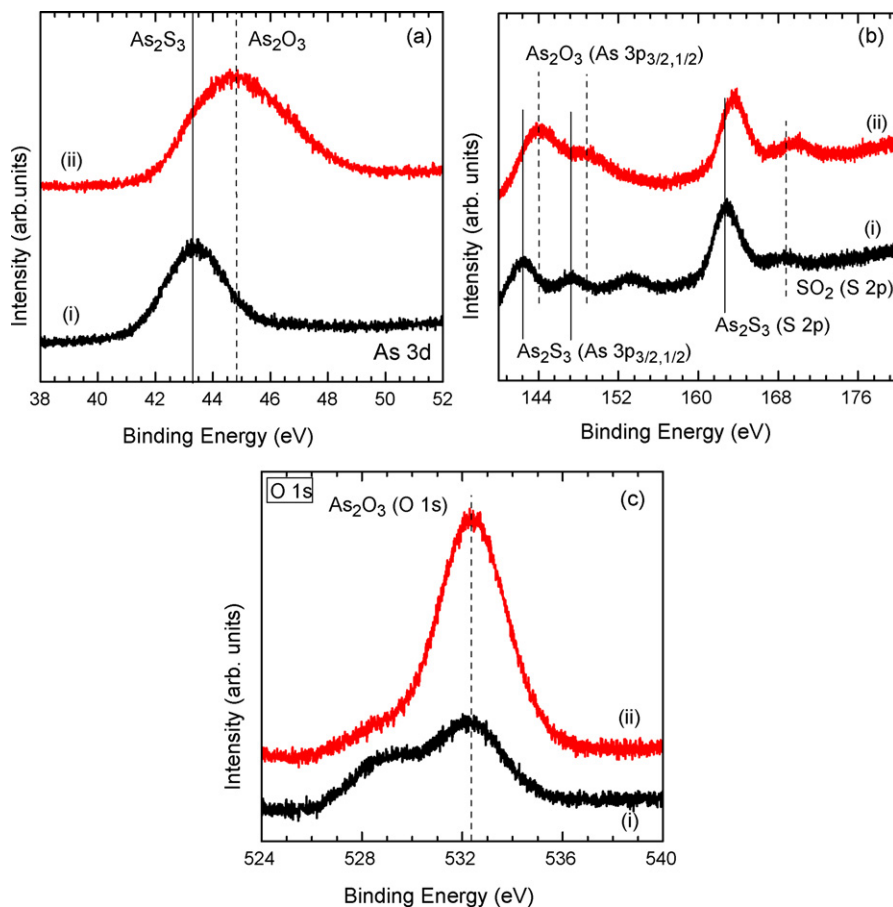 As₂S₃ As₂O₃ (a)
(ii)
(i)
As 3d
Intensity (arb.units)
38 40 42 44 46 48 50 52
Binding Energy (eV)
As₂O₃ (As 3p₃/₂,₁/₂) (b)
(ii)
(i)
SO₂ (S 2p)
As₂S₃ (S 2p)
As₂S₃ (As 3p₃/₂,₁/₂)
Intensity (arb. units)
144 152 160 168 176
Binding Energy (eV)
O 1s
As₂O₃ (O 1s) (c)
(ii)
(i)
Intensity (arb. units)
524 528 532 536 540
Binding Energy (eV)